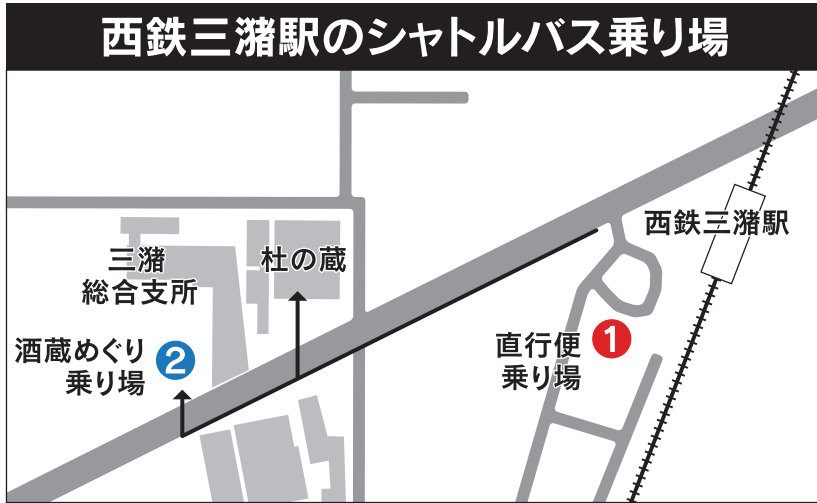 西鉄三潴駅のシャトルバス乗り場
西鉄三潴駅
三潴
総合支所
杜の蔵
酒蔵めぐり
乗り場
2
直行便
乗り場
1